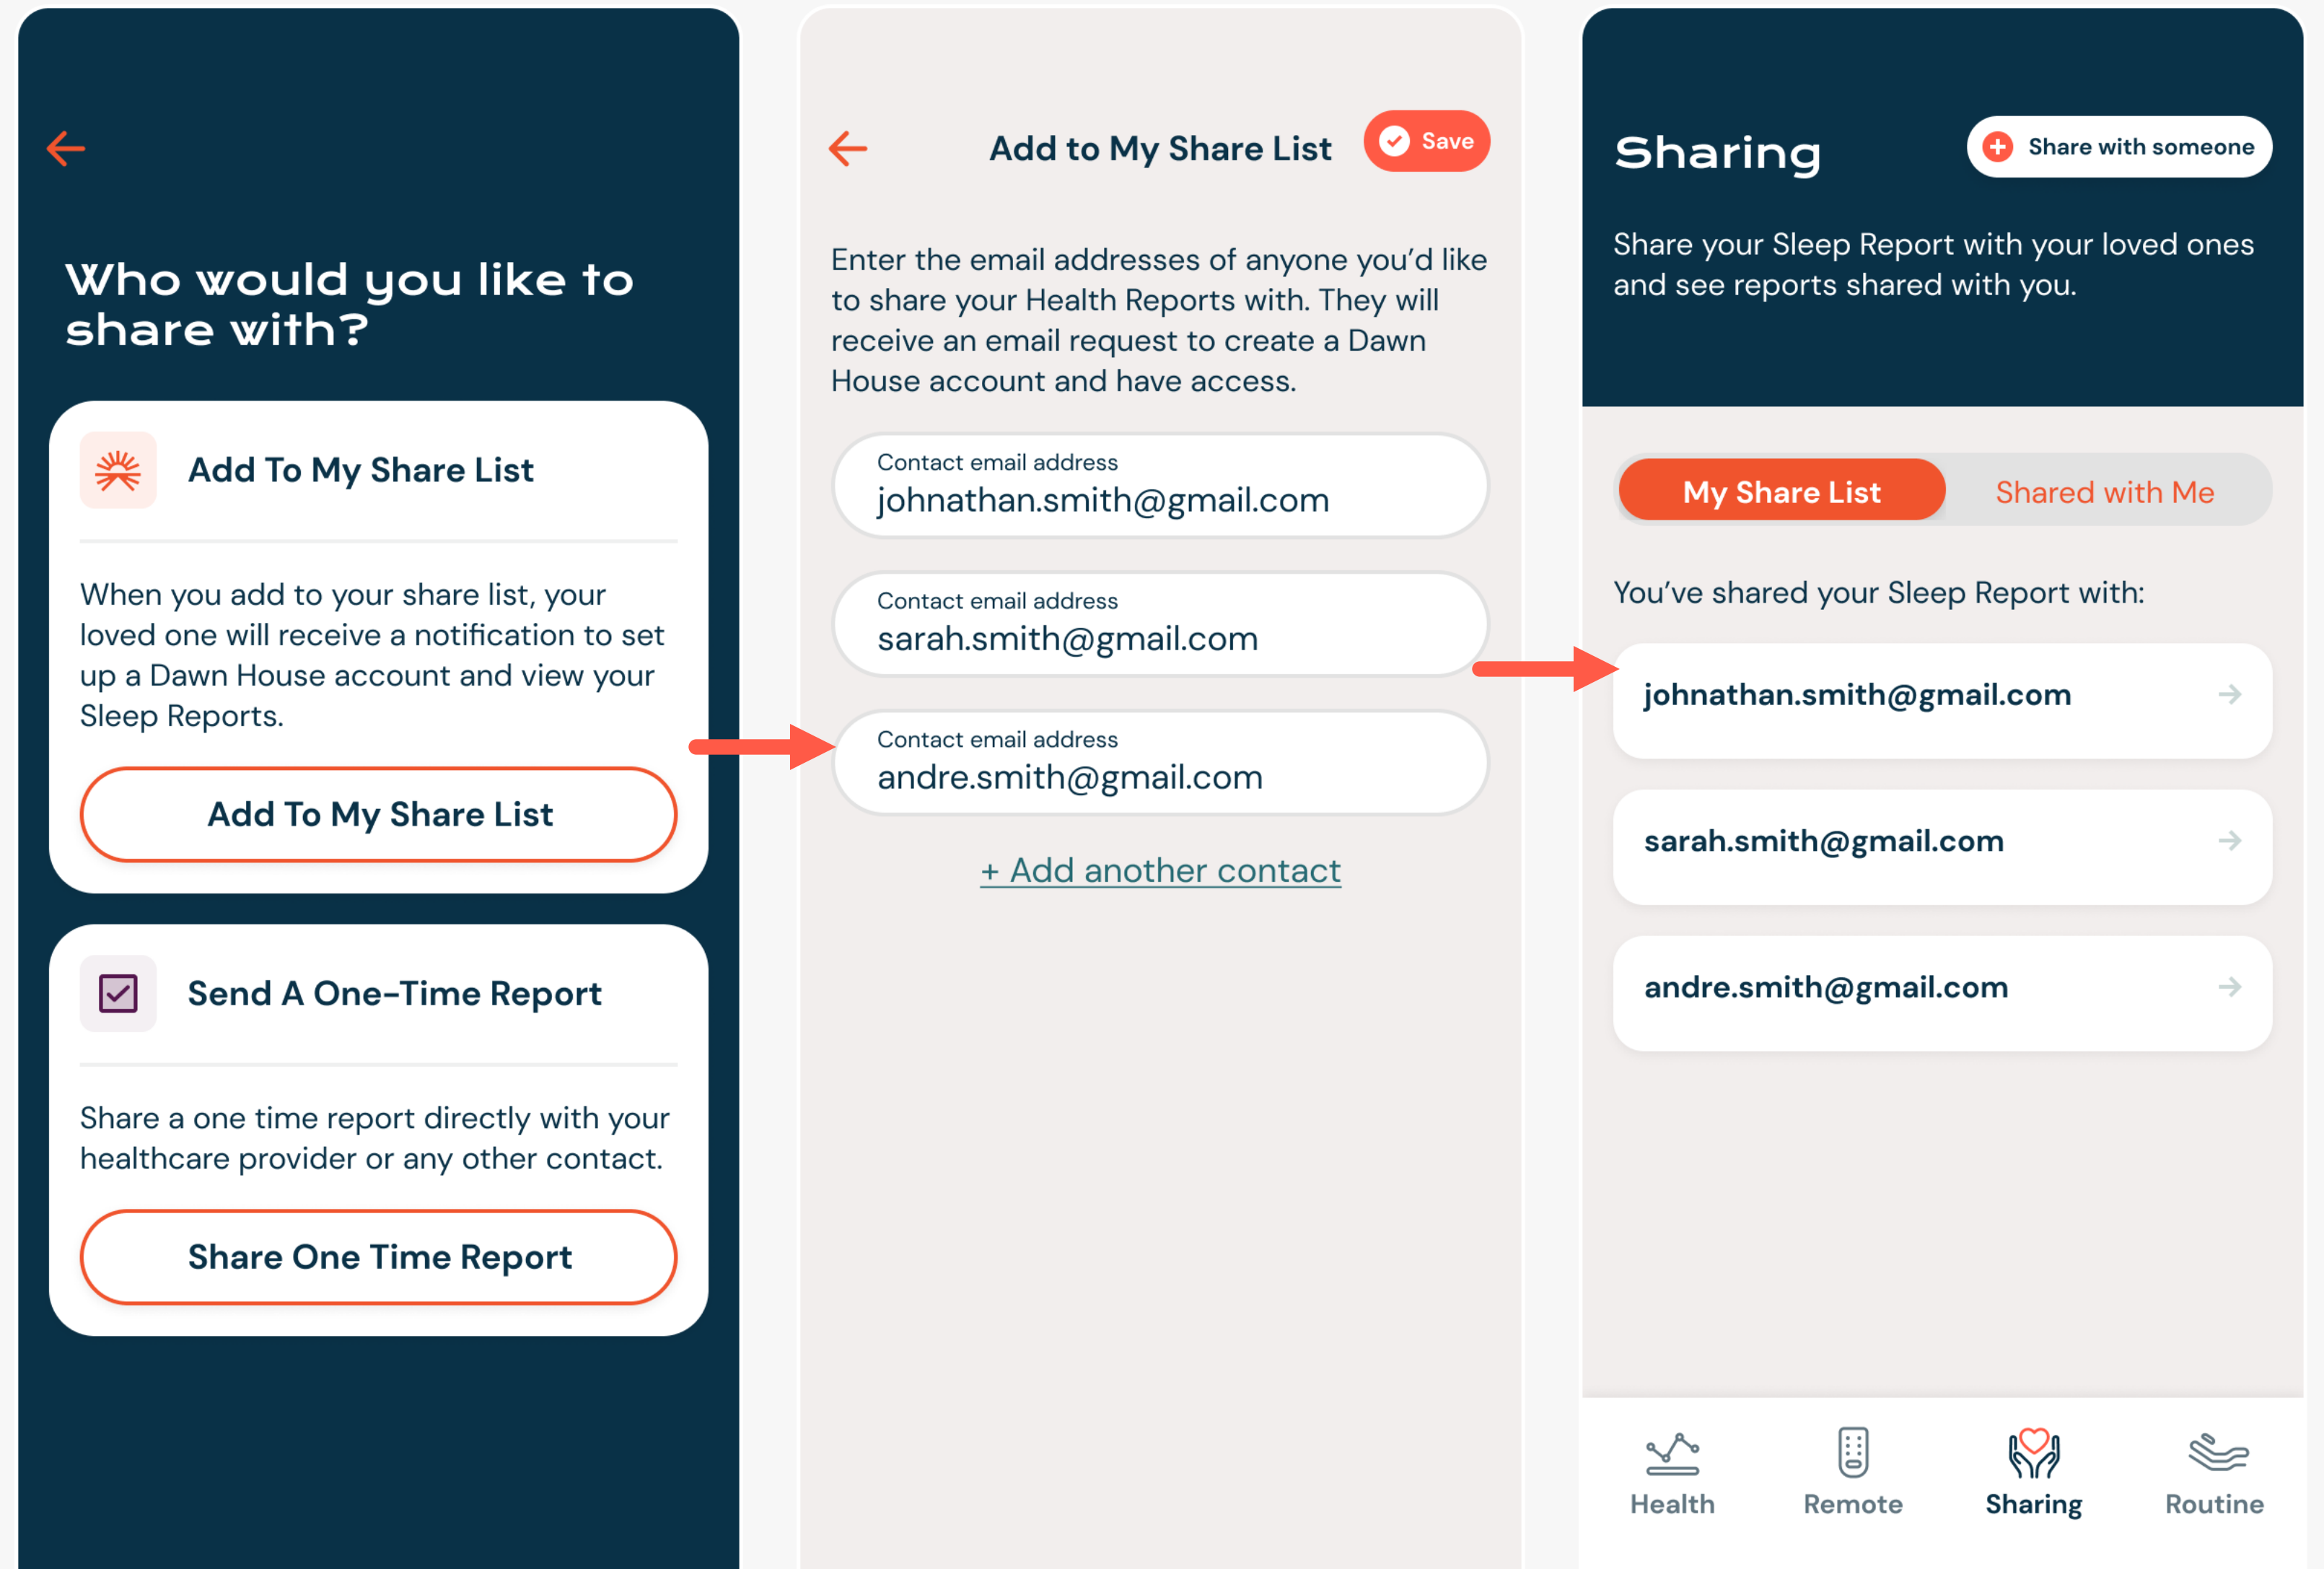 Who would you like to
share with?
Add To My Share List
When you add to your share list, your
loved one will receive a notification to set
up a Dawn House account and view your
Sleep Reports.
Add To My Share List
Send A One-Time Report
Share a one time report directly with your
healthcare provider or any other contact.
Share One Time Report
Add to My Share List
Save
Enter the email addresses of anyone you’d like
to share your Health Reports with. They will
receive an email request to create a Dawn
House account and have access.
Contact email address
johnathan.smith@gmail.com
Contact email address
sarah.smith@gmail.com
Contact email address
andre.smith@gmail.com
+ Add another contact
Sharing
Share with someone
Share your Sleep Report with your loved ones
and see reports shared with you.
My Share List
Shared with Me
You’ve shared your Sleep Report with:
johnathan.smith@gmail.com
sarah.smith@gmail.com
andre.smith@gmail.com
Health
Remote
Sharing
Routine